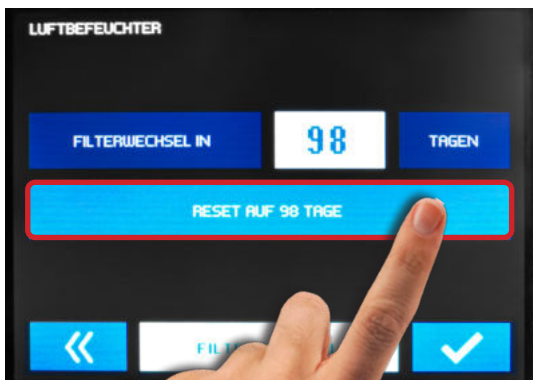 LUFTBEFEUCHTER
FILTERWECHSEL IN 98 TAGEN
RESET AUF 98 TAGE